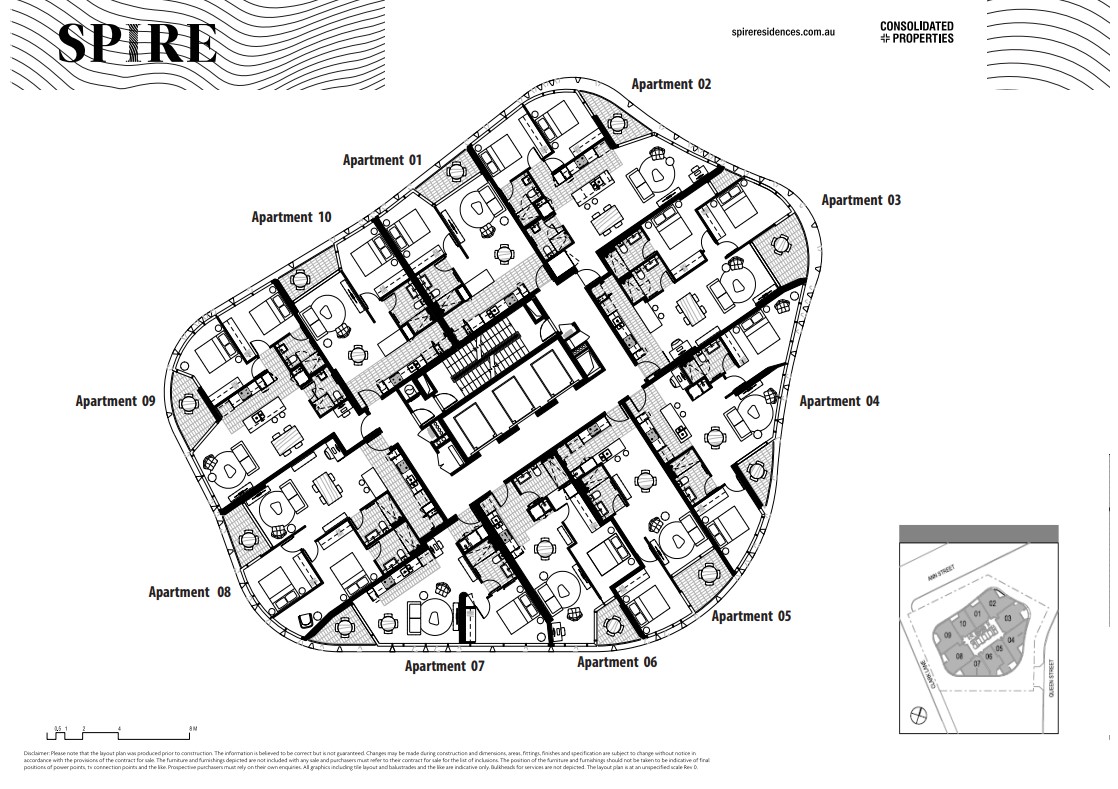 SPIRE
spireresidences.com.au
CONSOLIDATED
PROPERTIES
Apartment 02
Apartment 01
Apartment 03
Apartment 10
Apartment 09
Apartment 04
Apartment 08
Apartment 05
Apartment 07
Apartment 06
ANN STREET
02
01
03
10
09
04
05
08
06
07
CLARK LANE
QUEEN STREET
0.5 1 2 4 8 M
Disclaimer: Please note that the layout plan was produced prior to construction. The information is believed to be correct but is not guaranteed. Changes may be made during construction and dimensions, areas, fittings, finishes and specification are subject to change without notice in
accordance with the provisions of the contract for sale. The furniture and furnishings depicted are not included with any sale and purchasers must refer to their contract for sale for the list of inclusions. The position of the furniture and furnishings should not be taken to be indicative of final
positions of power points, tv connection points and the like. Prospective purchasers must rely on their own enquiries. All graphics including tile layout and balustrades and the like are indicative only. Bulkheads for services are not depicted. The layout plan is at an unspecified scale Rev 0.